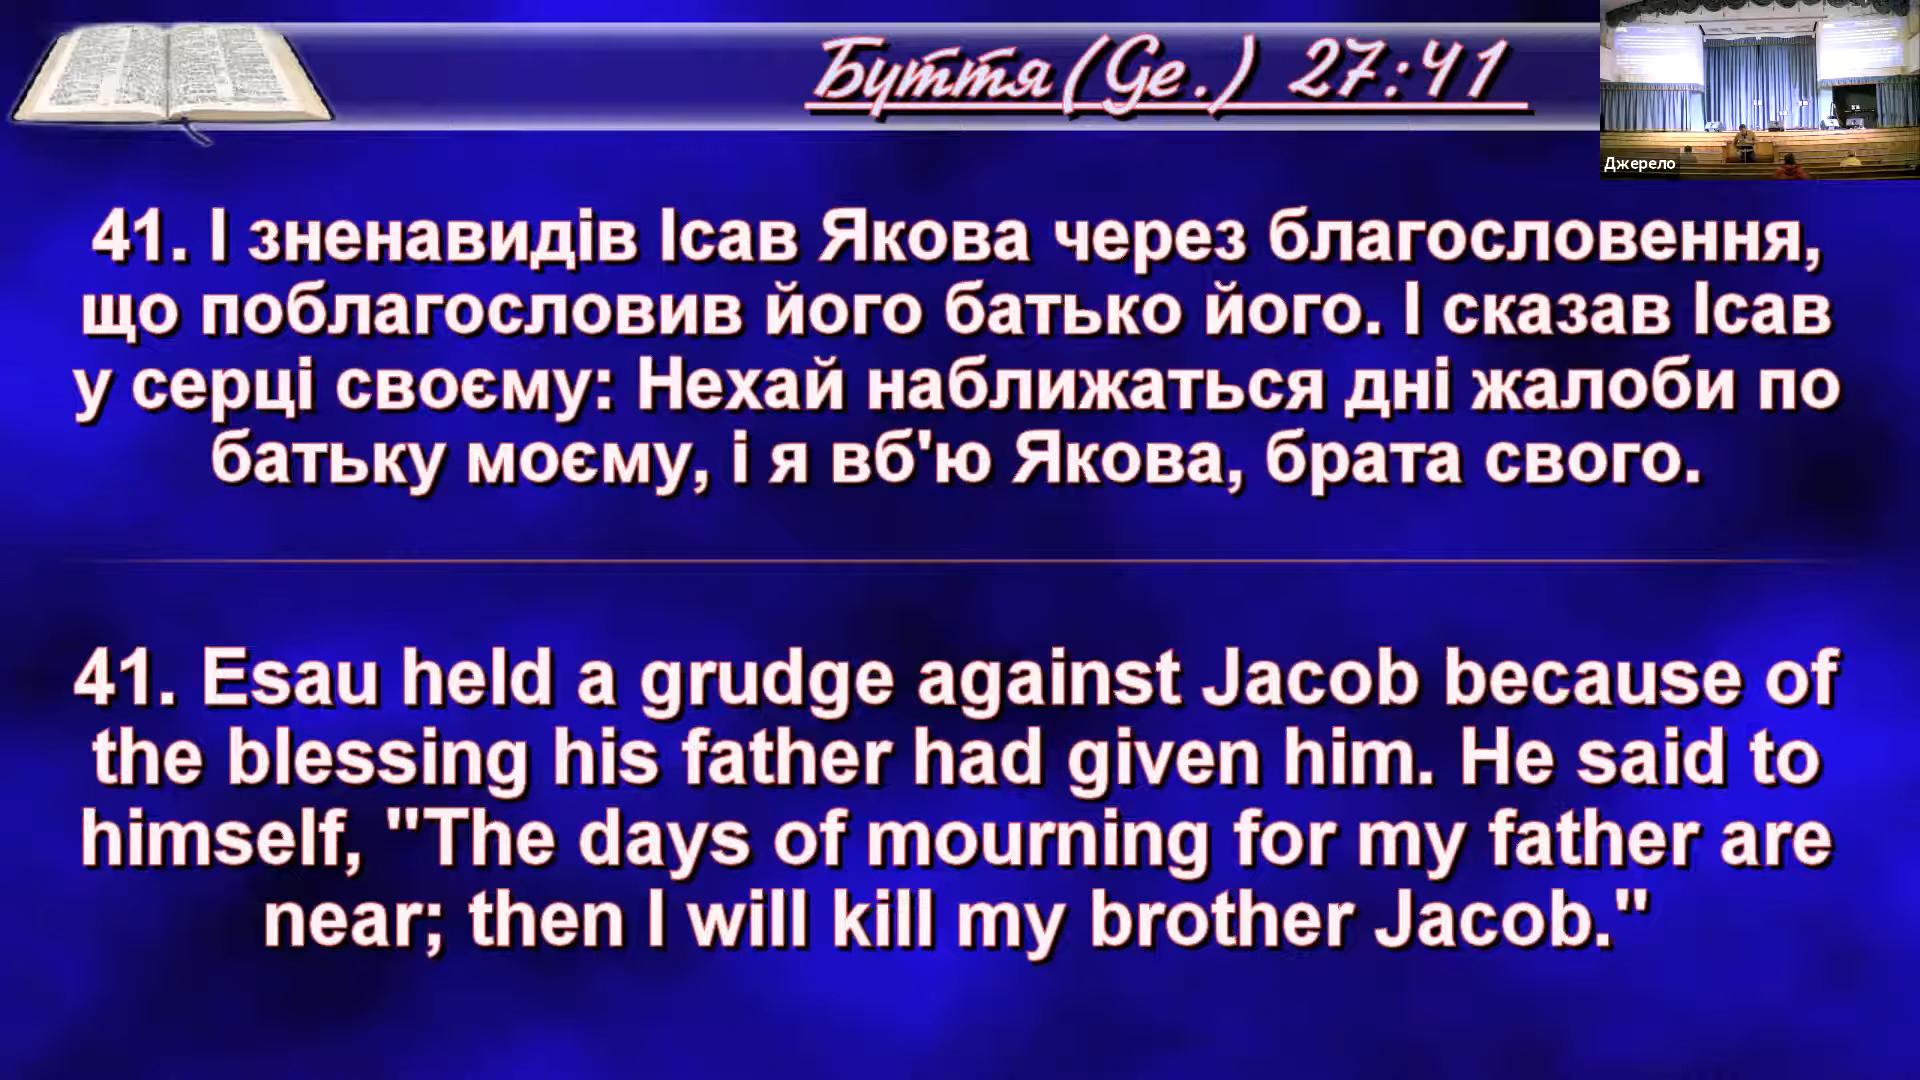 Буття(Ge.) 27:41
Джерело
41. І зненавидів Ісав Якова через благословення,
що поблагословив його батько його. І сказав Ісав
у серці своєму: Нехай наближаться дні жалоби по
батьку моєму, і я вб'ю Якова, брата свого.
41. Esau held a grudge against Jacob because of
the blessing his father had given him. He said to
himself, "The days of mourning for my father are
near; then I will kill my brother Jacob."